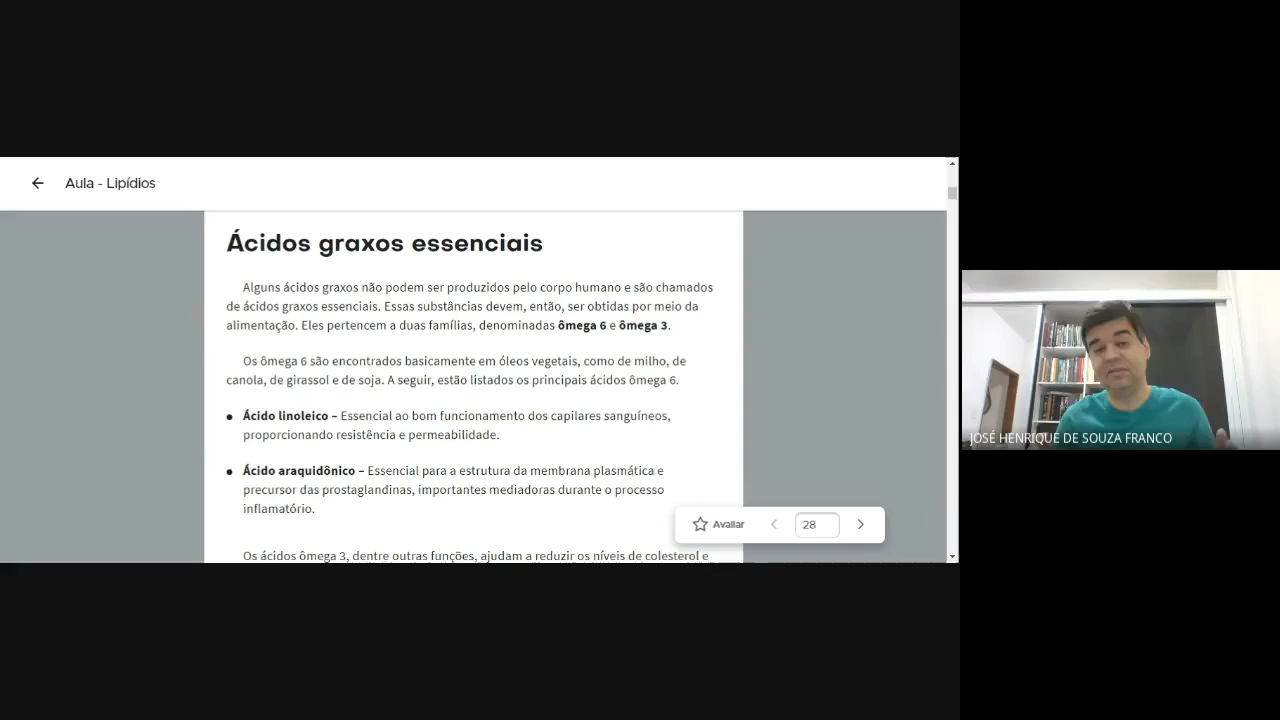 Aula - Lipídios
Ácidos graxos essenciais
Alguns ácidos graxos não podem ser produzidos pelo corpo humano e são chamados
de ácidos graxos essenciais. Essas substâncias devem, então, ser obtidas por meio da
alimentação. Eles pertencem a duas famílias, denominadas ômega 6 e ômega 3.
Os ômega 6 são encontrados basicamente em óleos vegetais, como de milho, de
canola, de girassol e de soja. A seguir, estão listados os principais ácidos ômega 6.
Ácido linoleico – Essencial ao bom funcionamento dos capilares sanguíneos,
proporcionando resistência e permeabilidade.
Ácido araquidônico – Essencial para a estrutura da membrana plasmática e
precursor das prostaglandinas, importantes mediadoras durante o processo
inflamatório.
Os ácidos ômega 3, dentre outras funções, ajudam a reduzir os níveis de colesterol e
Avaliar
28
JOSÉ HENRIQUE DE SOUZA FRANCO